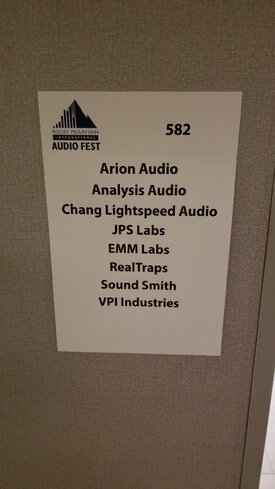 ROCKY MOUNTAIN
INTERNATIONAL
AUDIO FEST
582
Arion Audio
Analysis Audio
Chang Lightspeed Audio
JPS Labs
EMM Labs
RealTraps
Sound Smith
VPI Industries